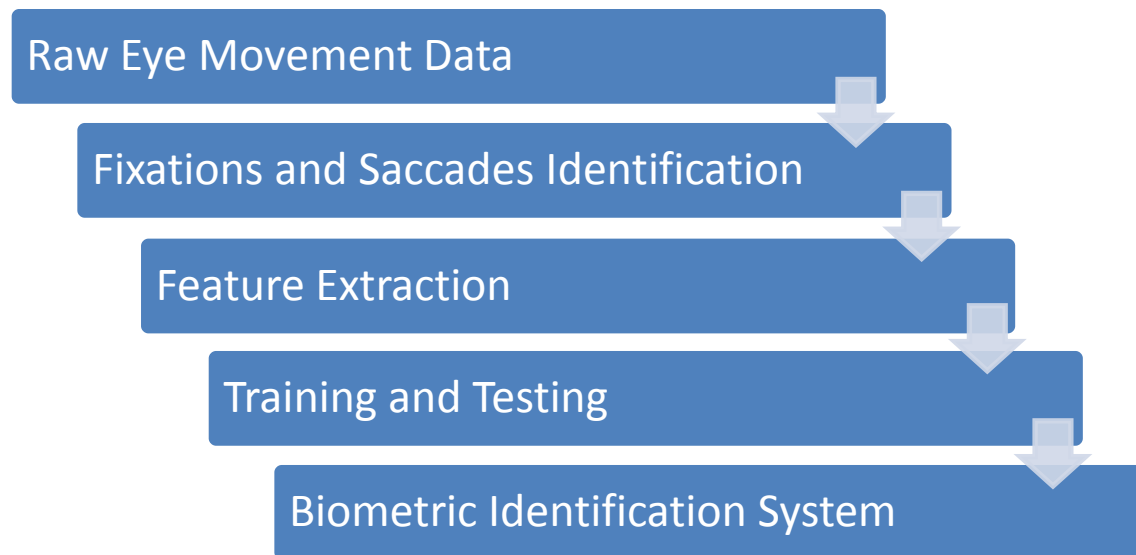 Raw Eye Movement Data
Fixations and Saccades Identification
Feature Extraction
Training and Testing
Biometric Identification System